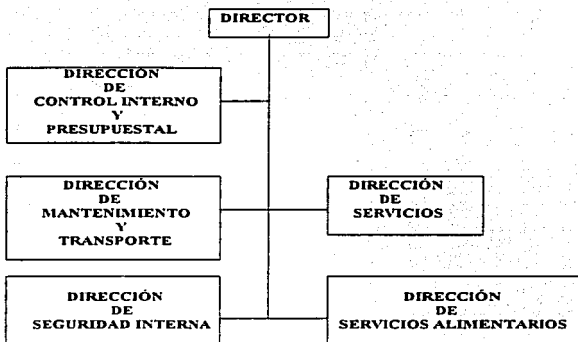 DIRECTOR
DIRECCIÓN
DE
CONTROL INTERNO
Y
PRESUPUESTAL
DIRECCIÓN
DE
MANTENIMIENTO
Y
TRANSPORTE
DIRECCIÓN
DE
SERVICIOS
DIRECCIÓN
DE
SEGURIDAD INTERNA
DIRECCIÓN
DE
SERVICIOS ALIMENTARIOS